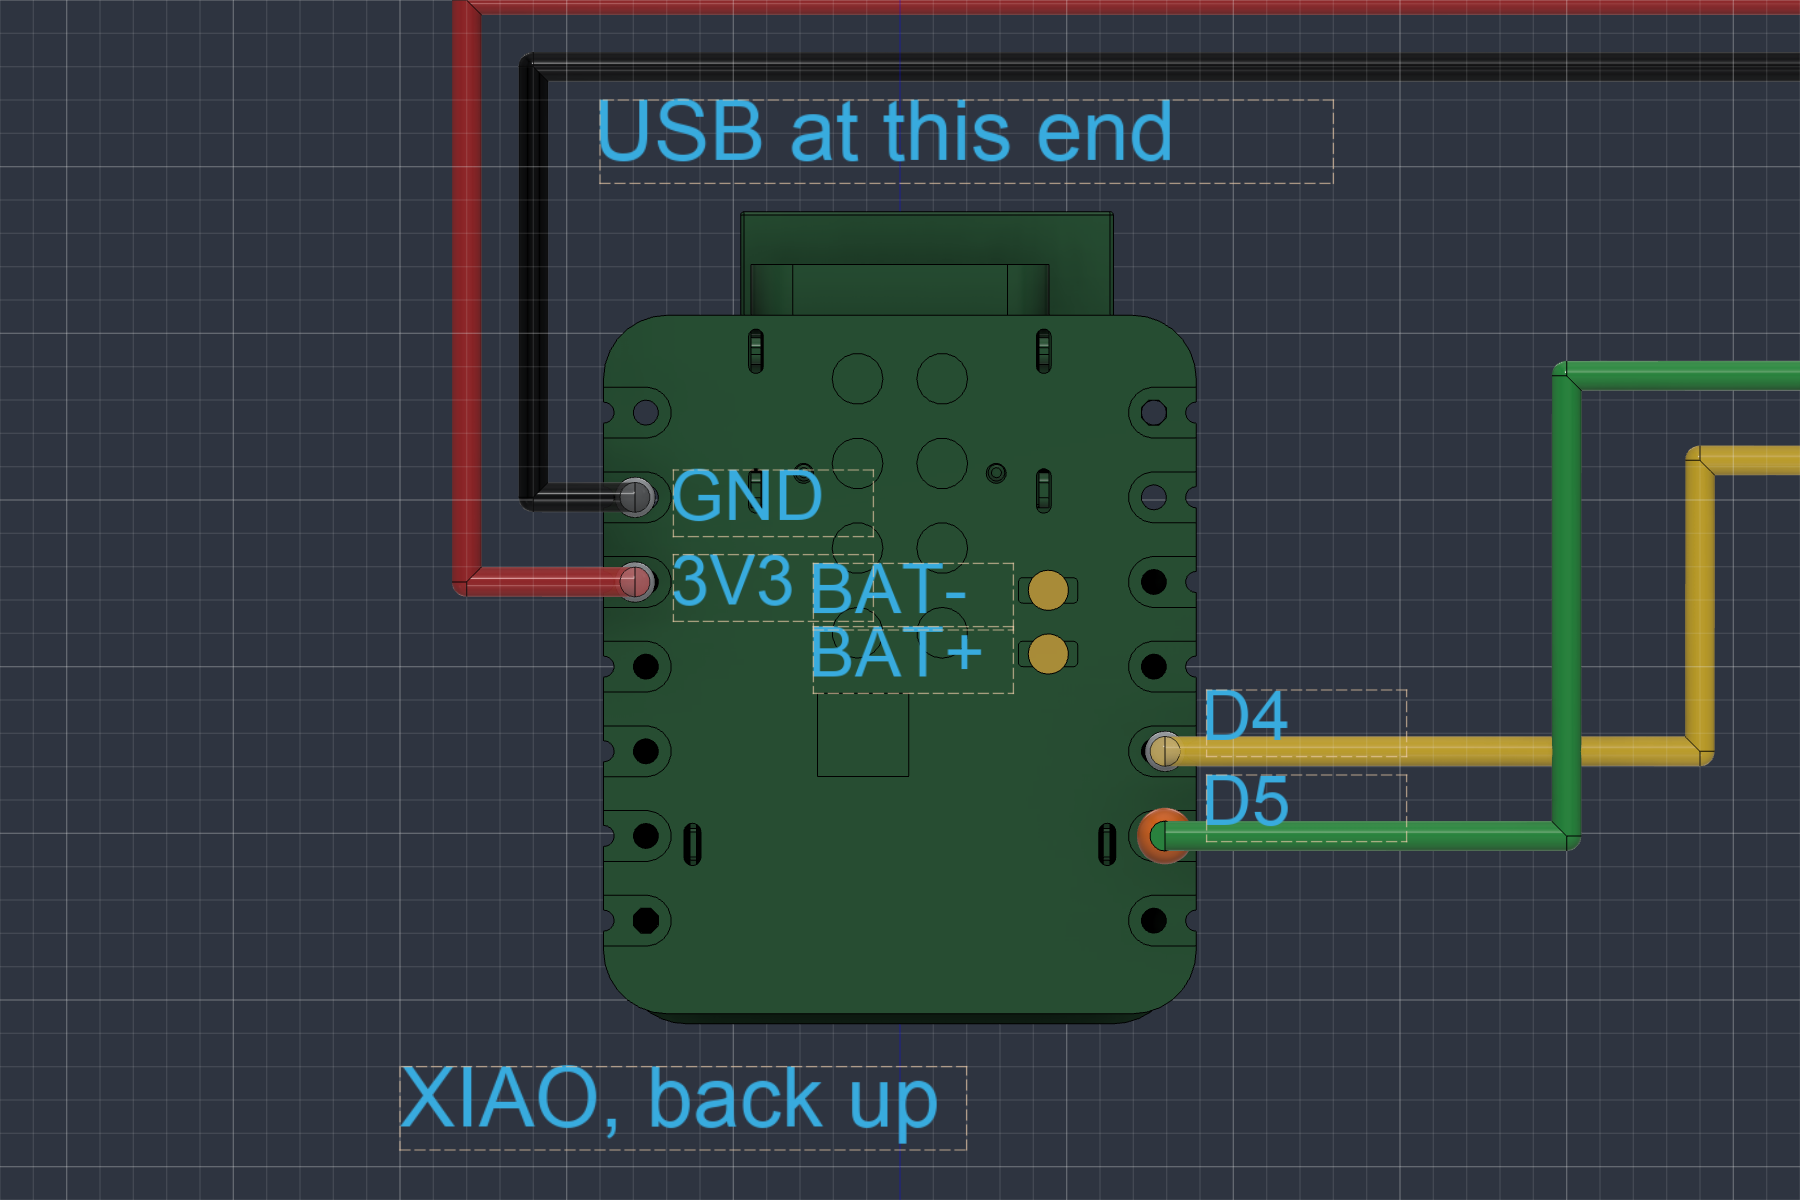 USB at this end
GND
3V3
BAT-
BAT+
D4
D5
XIAO, back up